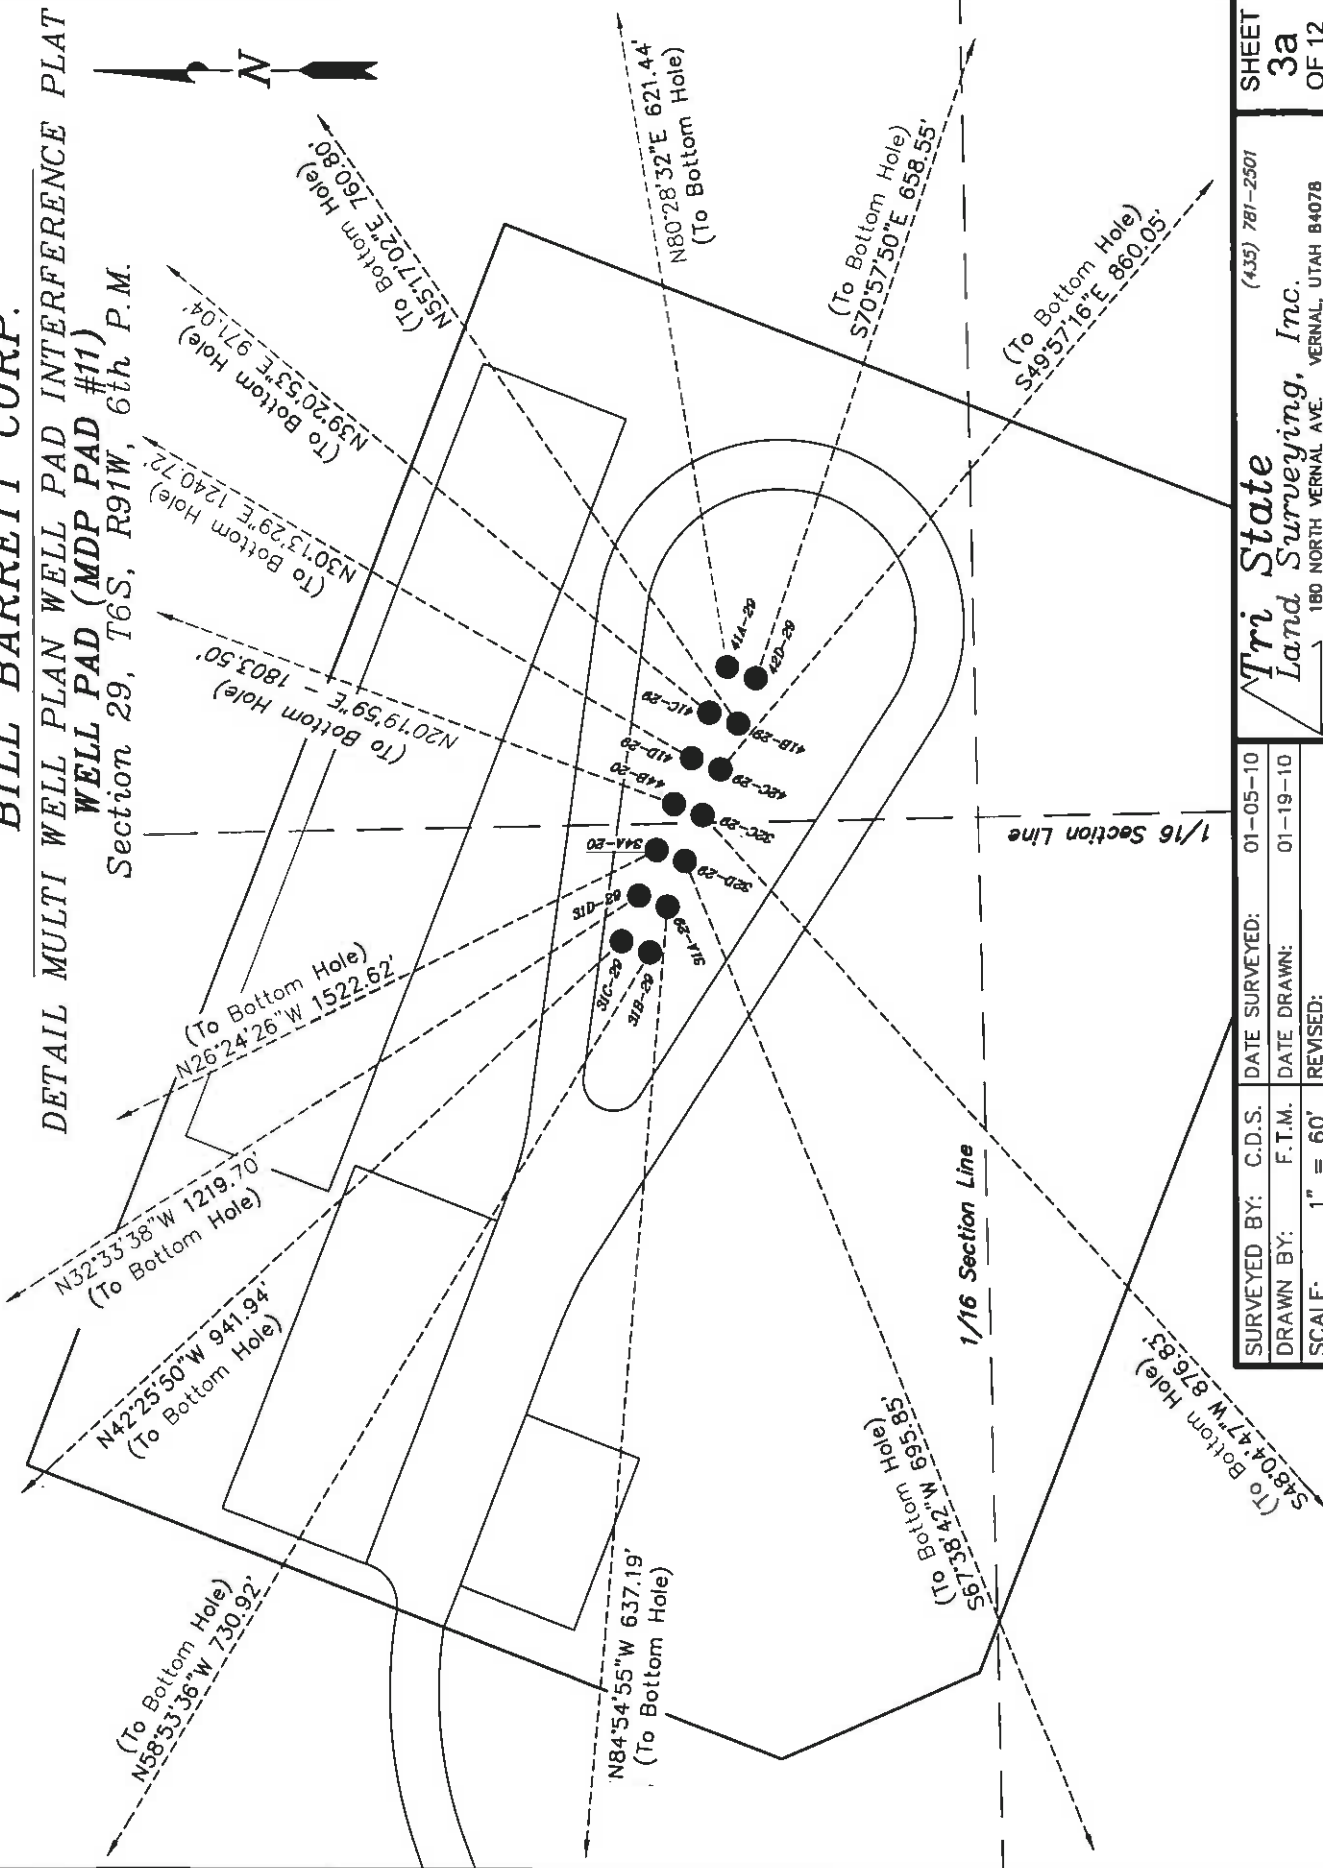 BILL BARRETT CORP.
DETAIL MULTI WELL PLAN WELL PAD INTERFERENCE PLAT
WELL PAD (MDP PAD #11)
Section 29, T6S, R91W, 6th P.M.
N
(To Bottom Hole)
N58°53'36"W 730.92'
N42°25'50"W 941.94'
(To Bottom Hole)
N32°33'38"W 1219.70'
(To Bottom Hole)
(To Bottom Hole)
N26°24'26"W 1522.62'
N20°19'59"E - 1803.50'
(To Bottom Hole)
N30°13'29"E 1240.72'
(To Bottom Hole)
N39°20'53"E 971.04'
(To Bottom Hole)
N55°17'02"E 760.80'
(To Bottom Hole)
N80°28'32"E 621.44'
(To Bottom Hole)
(To Bottom Hole)
S70°57'50"E 658.55'
(To Bottom Hole)
S49°57'16"E 860.05'
N84°54'55"W 637.19'
(To Bottom Hole)
(To Bottom Hole)
S67°38'42"W 695.85'
(To Bottom Hole)
S48°04'47"W 876.83'
31C-29
31B-29
31D-29
31A-29
34A-20
32D-29
44B-20
32C-29
41D-29
42C-29
41C-29
41B-29
41A-29
42D-29
1/16 Section Line
1/16 Section Line
SURVEYED BY: C.D.S.
DATE SURVEYED: 01-05-10
DRAWN BY: F.T.M.
DATE DRAWN: 01-19-10
SCALE: 1" = 60'
REVISED:
Tri State
Land Surveying, Inc.
180 NORTH VERNAL AVE. VERNAL, UTAH 84078
(435) 781-2501
SHEET
3a
OF 12